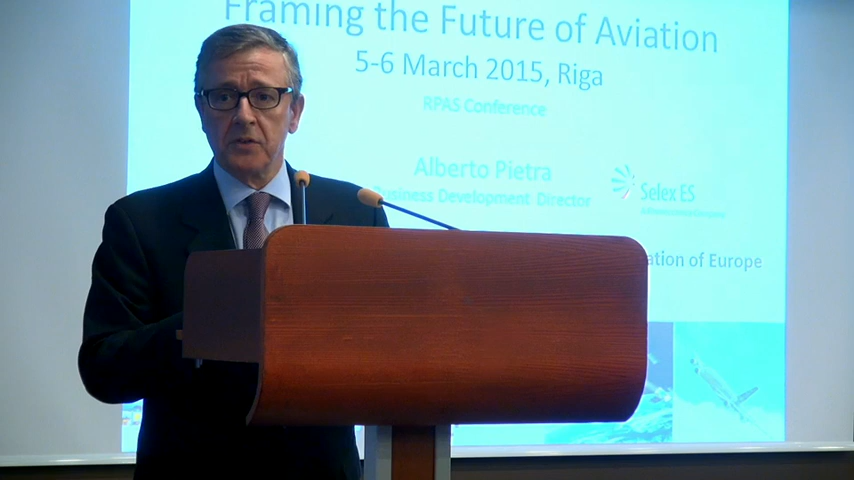 Framing the Future of Aviation
5-6 March 2015, Riga
RPAS Conference
Alberto Pietra
Business Development Director
Selex ES
ation of Europe